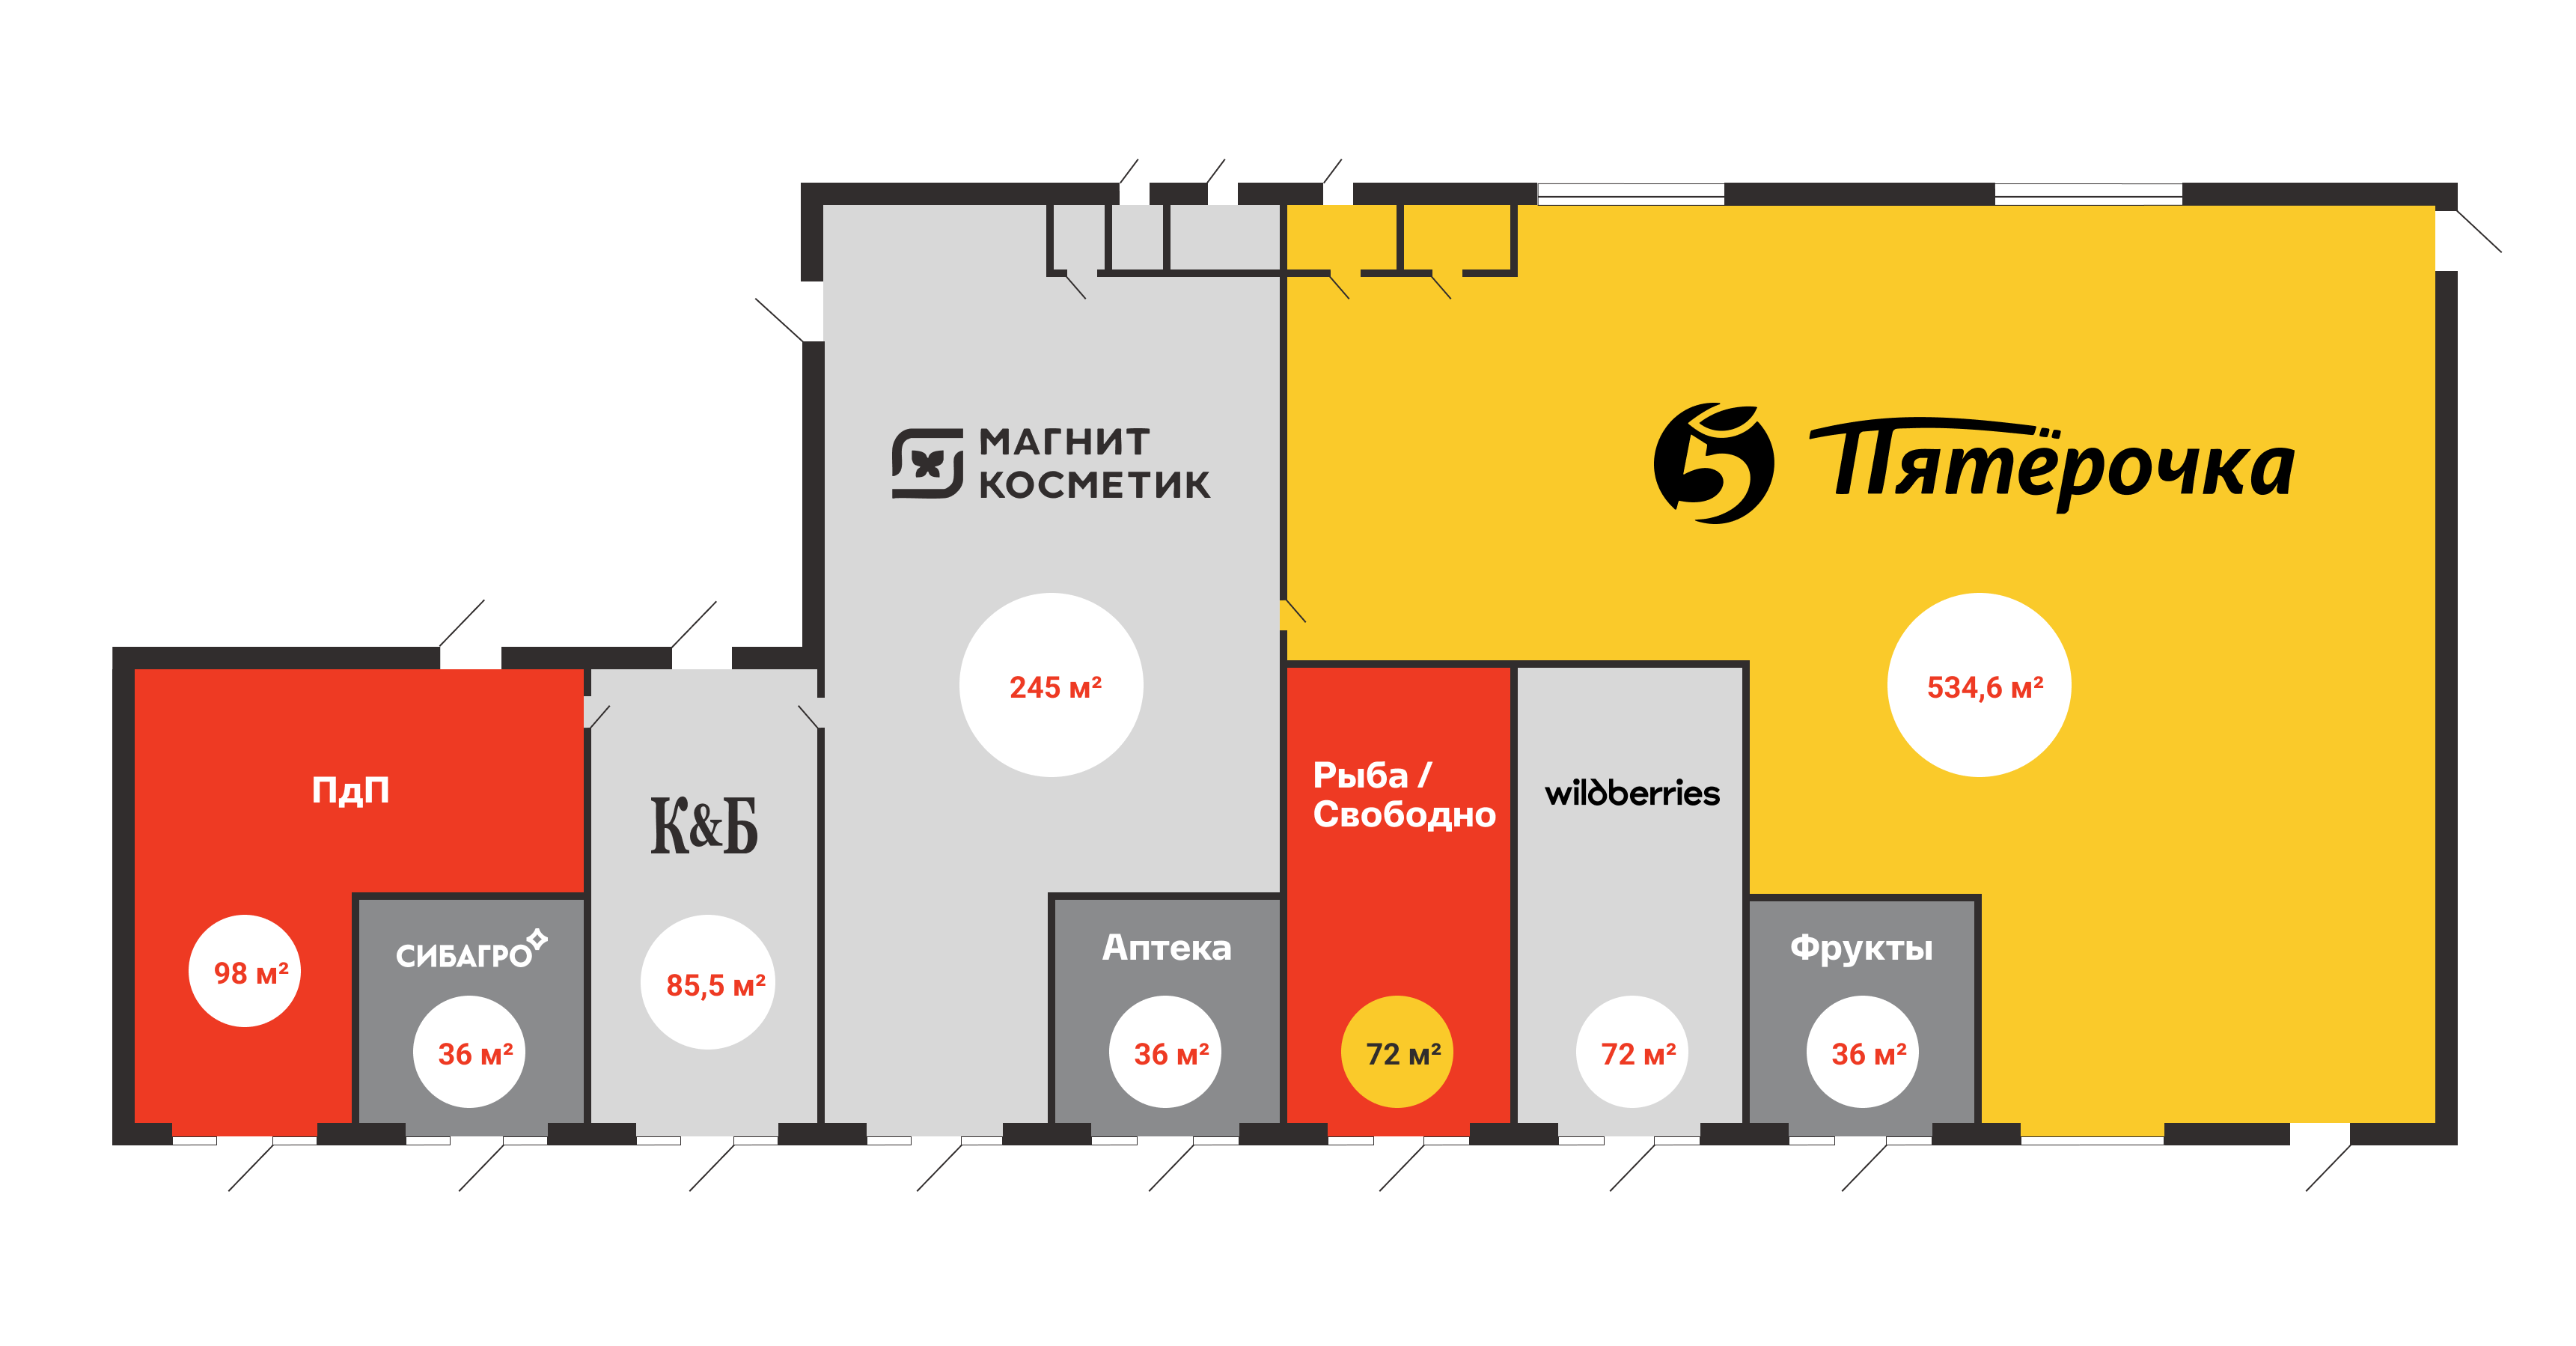 МАГНИТ
КОСМЕТИК
245 м²
5 Пятёрочка
534,6 м²
ПдП
98 м²
СИБАГРО
36 м²
К&Б
85,5 м²
Аптека
36 м²
Рыба /
Свободно
72 м²
wildberries
72 м²
Фрукты
36 м²